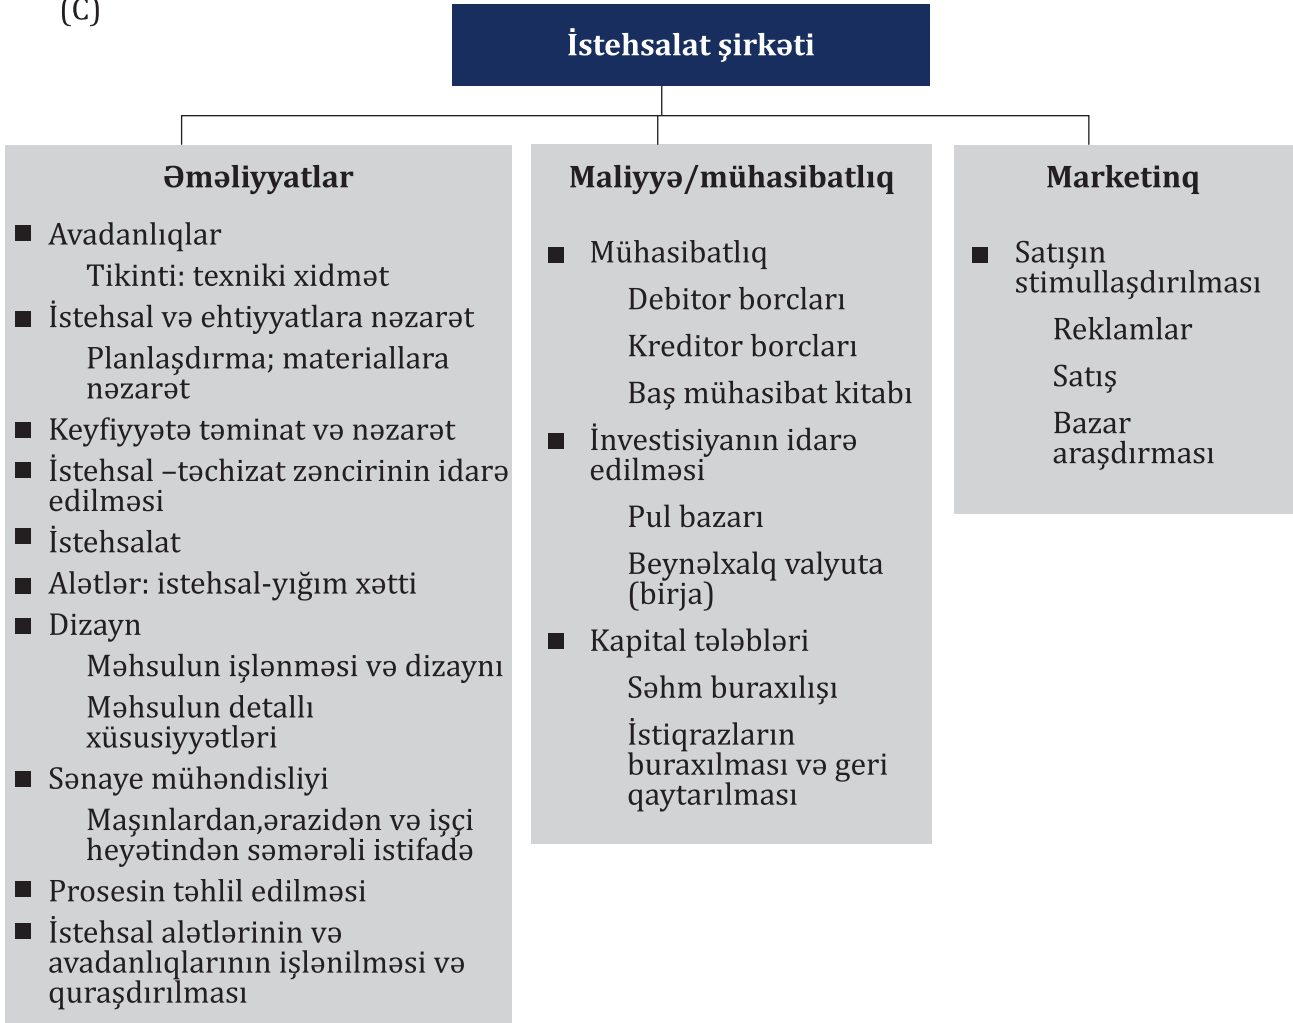 (C)
İstehsalat şirkəti
Əməliyyatlar
Avadanlıqlar
Tikinti: texniki xidmət
İstehsal və ehtiyyatlara nəzarət
Planlaşdırma; materiallara
nəzarət
Keyfiyyətə təminat və nəzarət
İstehsal –təchizat zəncirinin idarə
edilməsi
İstehsalat
Alətlər: istehsal-yığım xətti
Dizayn
Məhsulun işlənməsi və dizaynı
Məhsulun detallı
xüsusiyyətləri
Sənaye mühəndisliyi
Maşınlardan,ərazidən və işçi
heyətindən səmərəli istifadə
Prosesin təhlil edilməsi
İstehsal alətlərinin və
avadanlıqlarının işlənilməsi və
quraşdırılması
Maliyyə/mühasibatlıq
Mühasibatlıq
Debitor borcları
Kreditor borcları
Baş mühasibat kitabı
İnvestisiyanın idarə
edilməsi
Pul bazarı
Beynəlxalq valyuta
(birja)
Kapital tələbləri
Səhm buraxılışı
İstiqrazların
buraxılması və geri
qaytarılması
Marketinq
Satışın
stimullaşdırılması
Reklamlar
Satış
Bazar
araşdırması